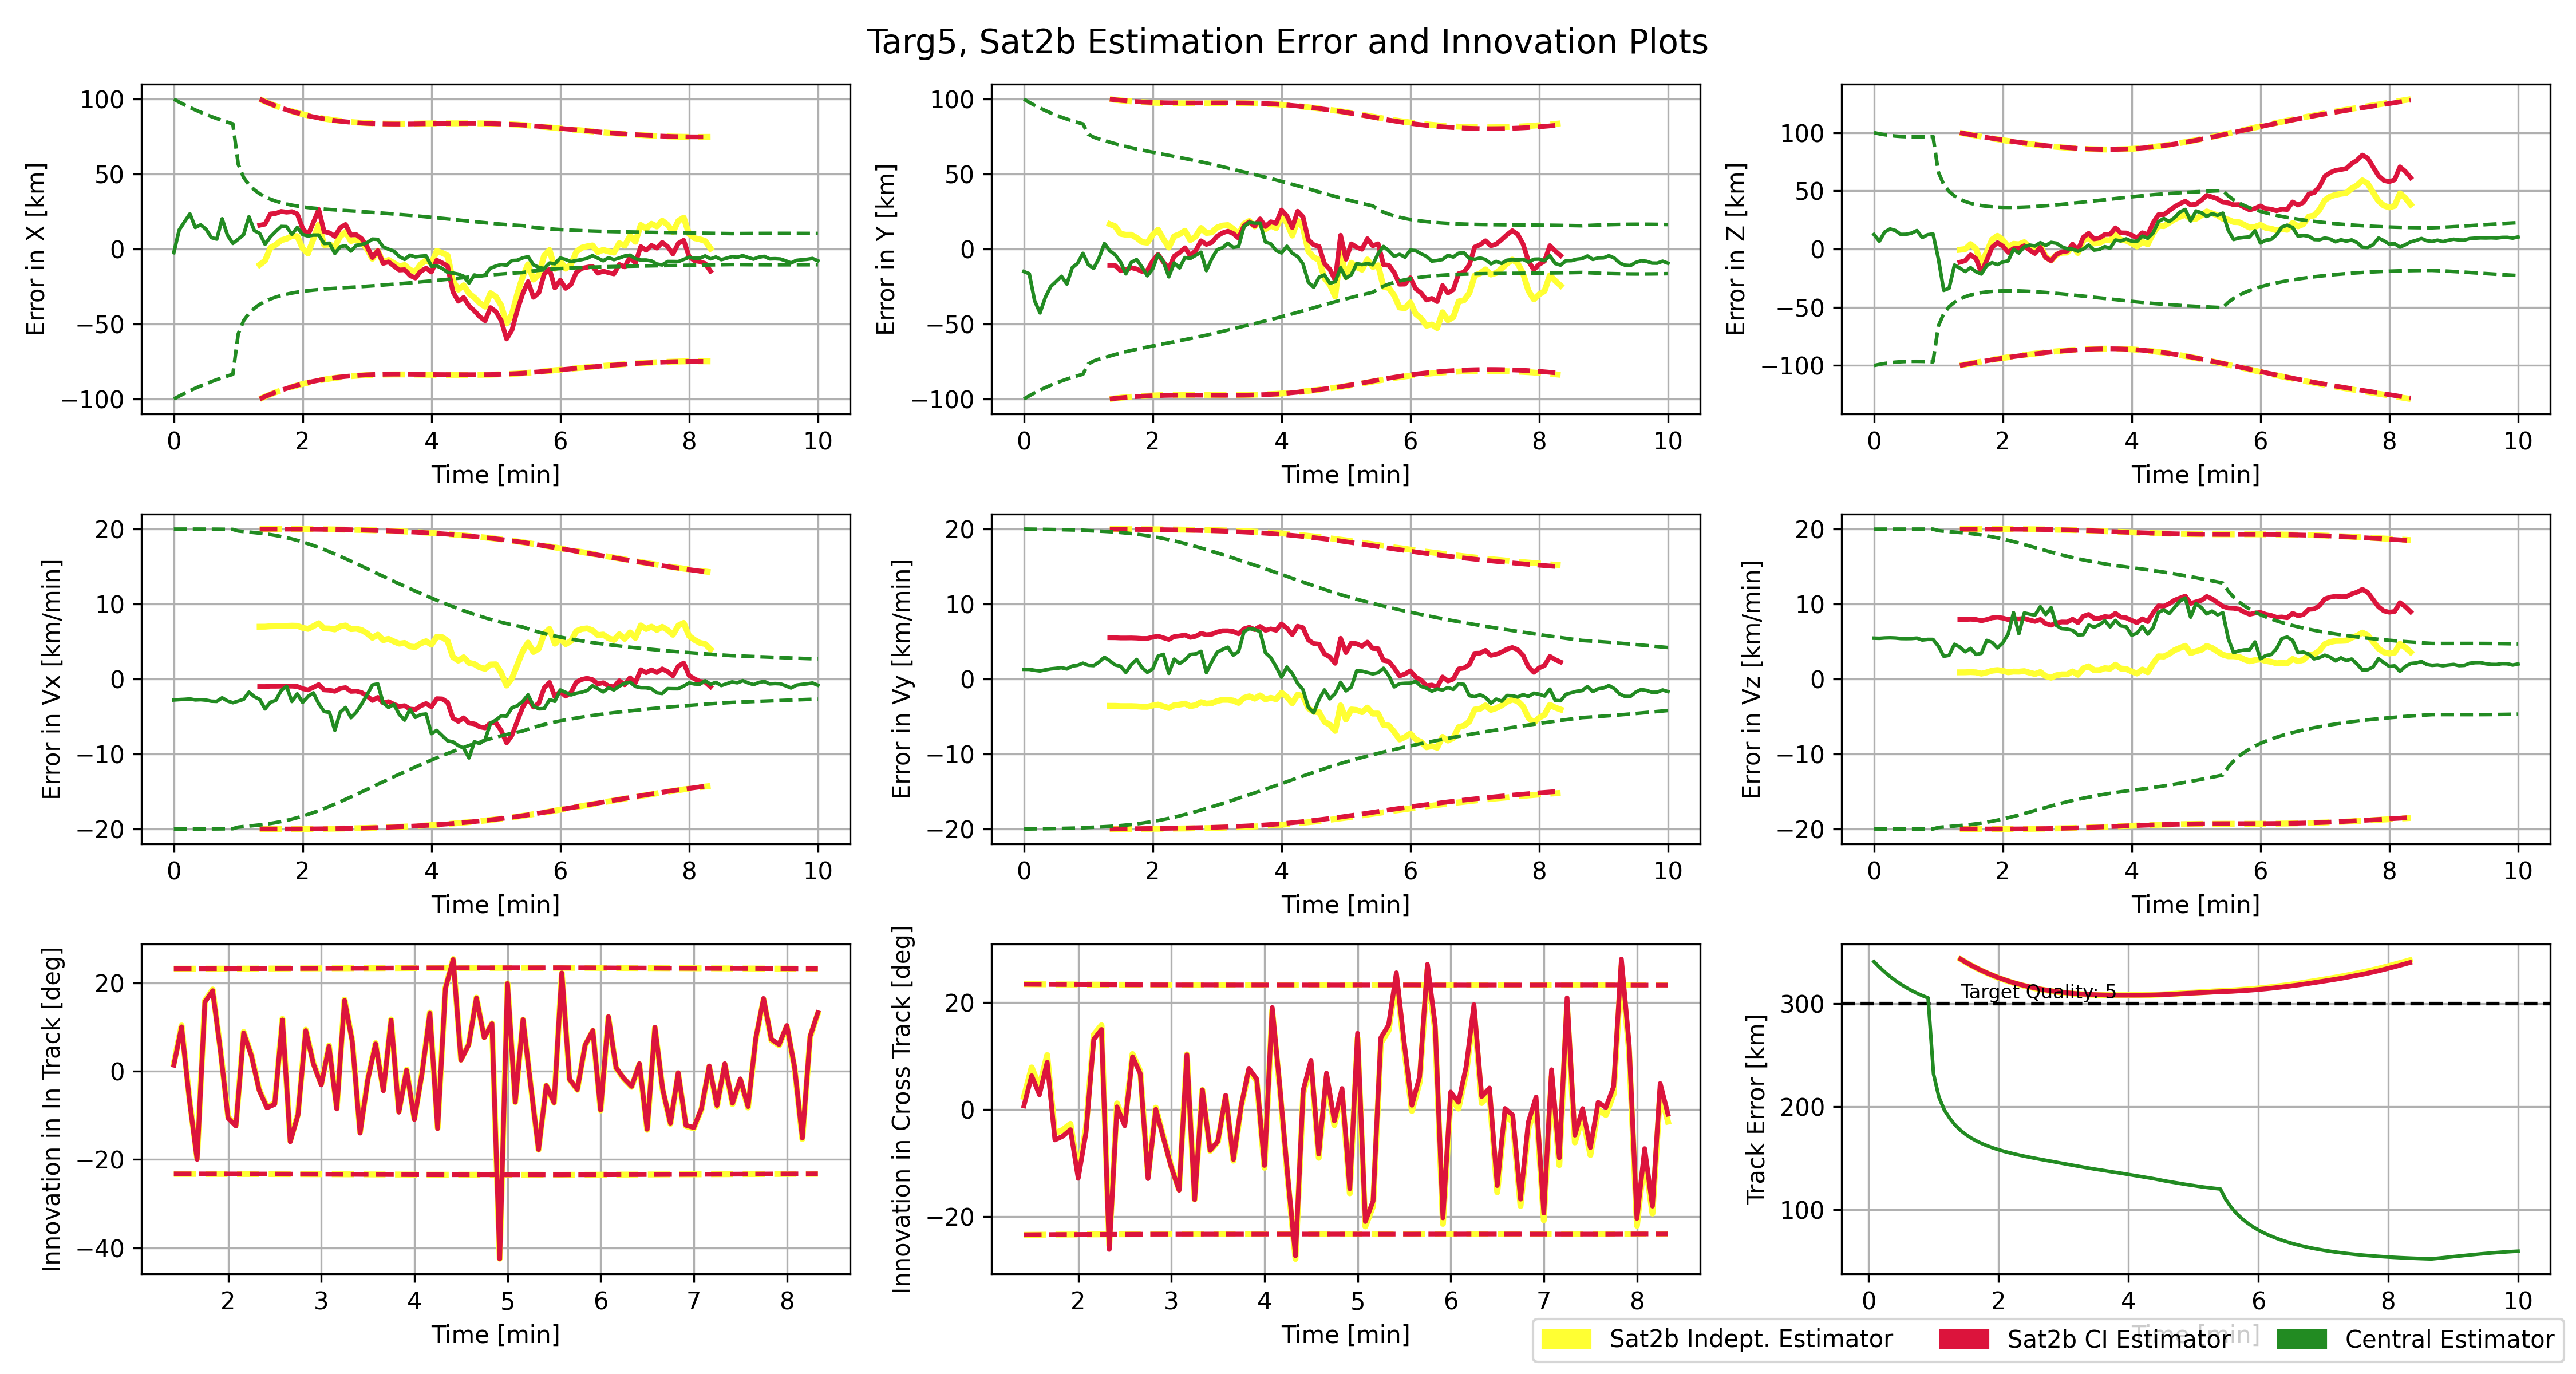 Targ5, Sat2b Estimation Error and Innovation Plots
Error in X [km]
100
50
0
−50
−100
0 2 4 6 8 10
Time [min]
Error in Y [km]
100
50
0
−50
−100
0 2 4 6 8 10
Time [min]
Error in Z [km]
100
50
0
−50
−100
0 2 4 6 8 10
Time [min]
Error in Vx [km/min]
20
10
0
−10
−20
0 2 4 6 8 10
Time [min]
Error in Vy [km/min]
20
10
0
−10
−20
0 2 4 6 8 10
Time [min]
Error in Vz [km/min]
20
10
0
−10
−20
0 2 4 6 8 10
Time [min]
Innovation in In Track [deg]
20
0
−20
−40
2 3 4 5 6 7 8
Time [min]
Innovation in Cross Track [deg]
20
0
−20
2 3 4 5 6 7 8
Time [min]
Track Error [km]
300
200
100
Target Quality: 5
0 2 4 6 8 10
Time [min]
Sat2b Indept. Estimator
Sat2b CI Estimator
Central Estimator